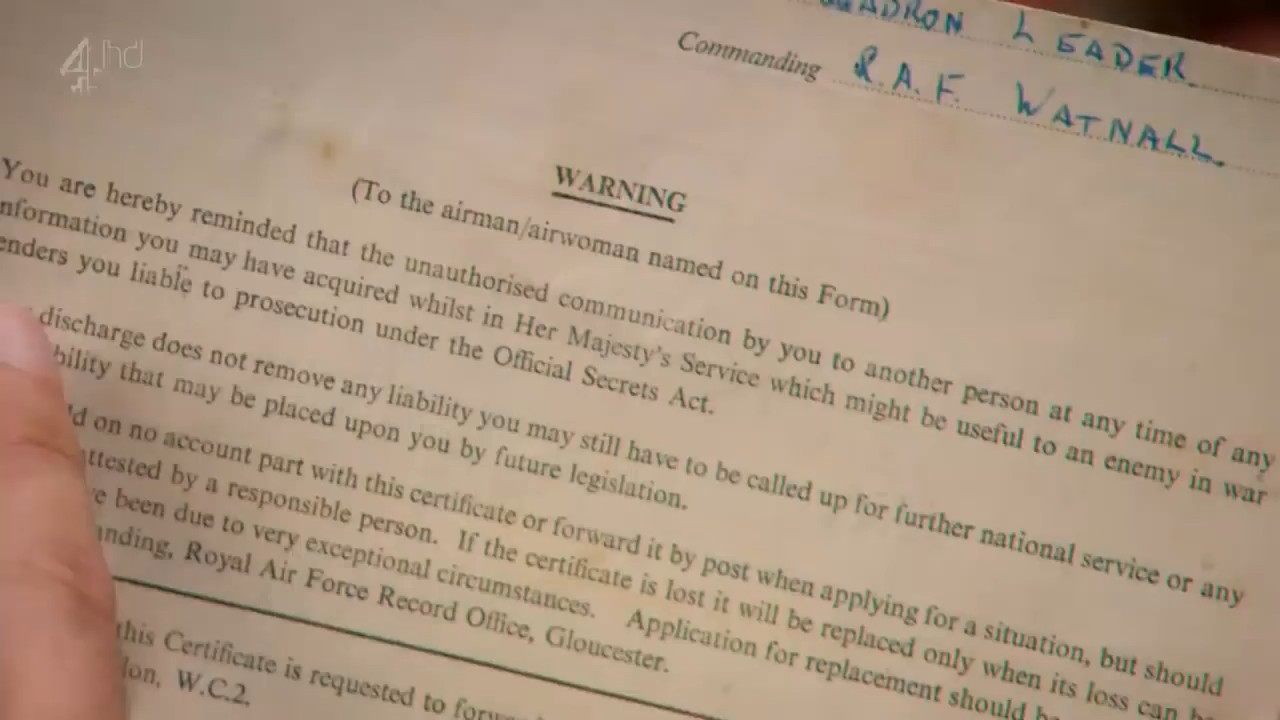 4hd
LEADER
Commanding R.A.F. WATNALL.
WARNING
(To the airman/airwoman named on this Form)
You are hereby reminded that the unauthorised communication by you to another person at any time of any
nformation you may have acquired whilst in Her Majesty's Service which might be useful to an enemy in war
enders you liable to prosecution under the Official Secrets Act.
discharge does not remove any liability you may still have to be called up for further national service or any
bility that may be placed upon you by future legislation.
d on no account part with this certificate or forward it by post when applying for a situation, but should
ttested by a responsible person. If the certificate is lost it will be replaced only when its loss can
e been due to very exceptional circumstances. Application for replacement should
nding, Royal Air Force Record Office, Gloucester.
this Certificate is requested to
don, W.C.2.